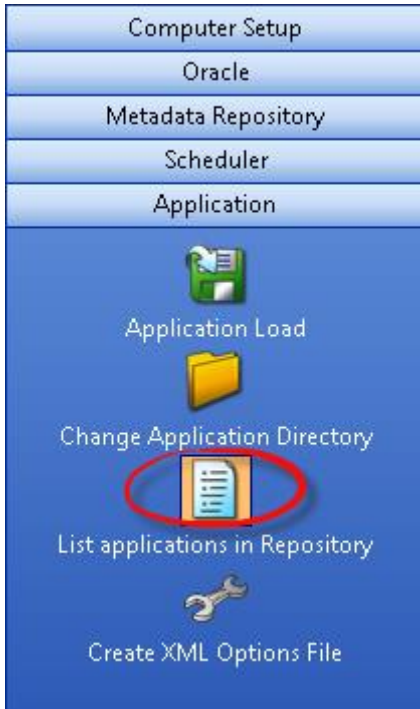 Computer Setup
Oracle
Metadata Repository
Scheduler
Application
Application Load
Change Application Directory
List applications in Repository
Create XML Options File